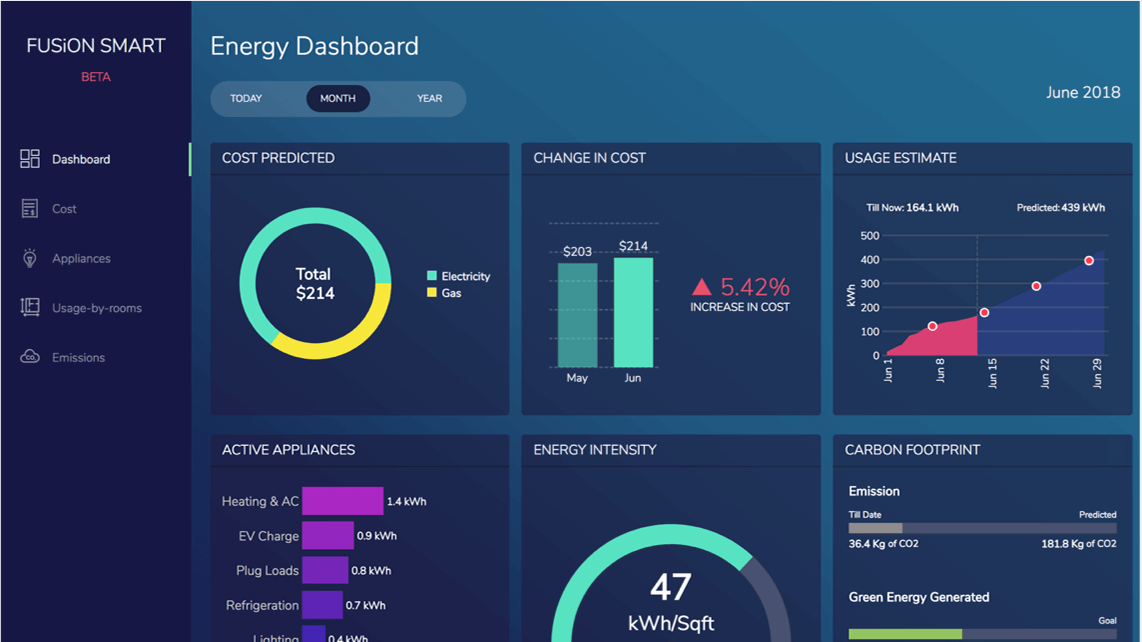 FUSiON SMART
BETA
Dashboard
Cost
Appliances
Usage-by-rooms
CO₂
Emissions
Energy Dashboard
TODAY MONTH YEAR
June 2018
COST PREDICTED
Total
$214
Electricity
Gas
CHANGE IN COST
$203 $214
May Jun
5.42%
INCREASE IN COST
USAGE ESTIMATE
Till Now: 164.1 kWh Predicted: 439 kWh
kWh
500
400
300
200
100
0
Jun 1 Jun 8 Jun 15 Jun 22 Jun 29
ACTIVE APPLIANCES
Heating & AC 1.4 kWh
EV Charge 0.9 kWh
Plug Loads 0.8 kWh
Refrigeration 0.7 kWh
Lighting 0.4 kWh
ENERGY INTENSITY
47
kWh/Sqft
CARBON FOOTPRINT
Emission
Till Date Predicted
36.4 Kg of CO2 181.8 Kg of CO2
Green Energy Generated
Goal